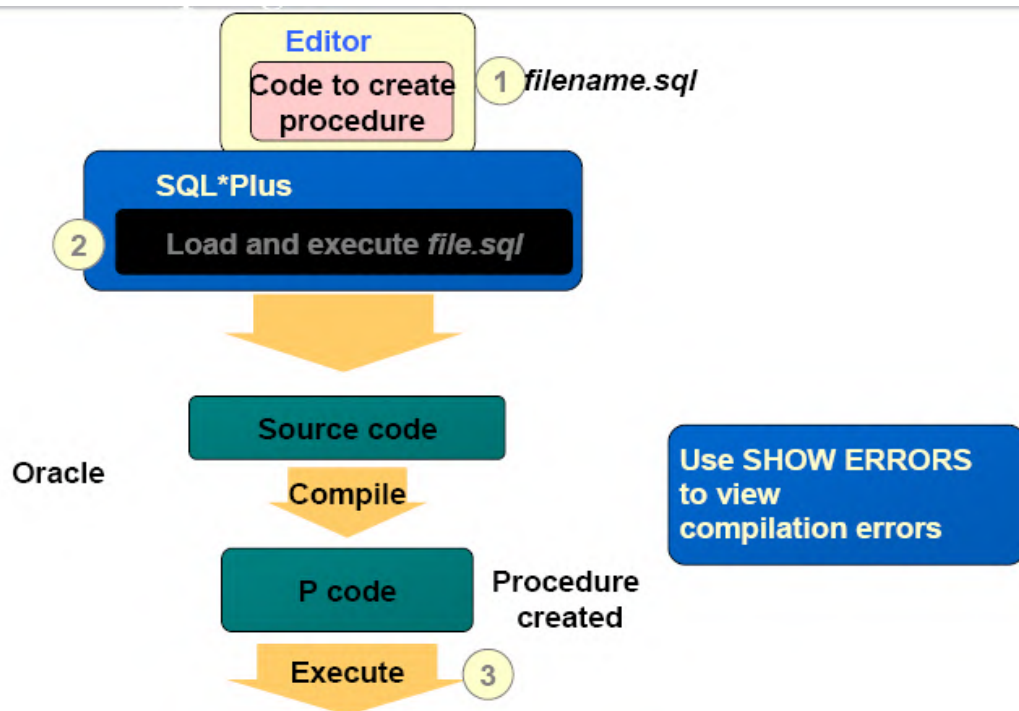 Editor
Code to create
procedure
1
filename.sql
SQL*Plus
2
Load and execute file.sql
Source code
Oracle
Compile
Use SHOW ERRORS
to view
compilation errors
P code
Procedure
created
Execute
3